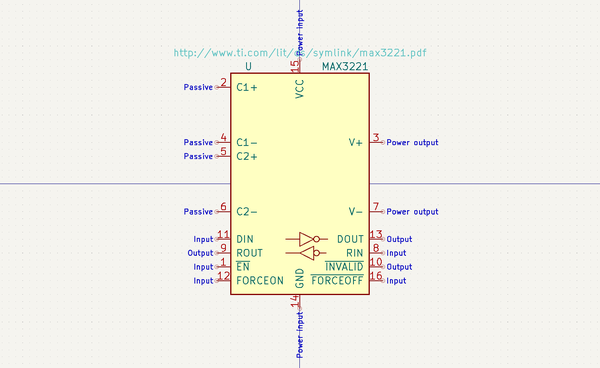 Power input
http://www.ti.com/lit/ds/symlink/max3221.pdf
U MAX3221
15
VCC
Passive 2 C1+
Passive 4 C1- V+ 3 Power output
Passive 5 C2+
Passive 6 C2- V- 7 Power output
Input 11 DIN DOUT 13 Output
Output 9 ROUT RIN 8 Input
Input 1 EN INVALID 10 Output
Input 12 FORCEON FORCEOFF 16 Input
GND
14
Power input